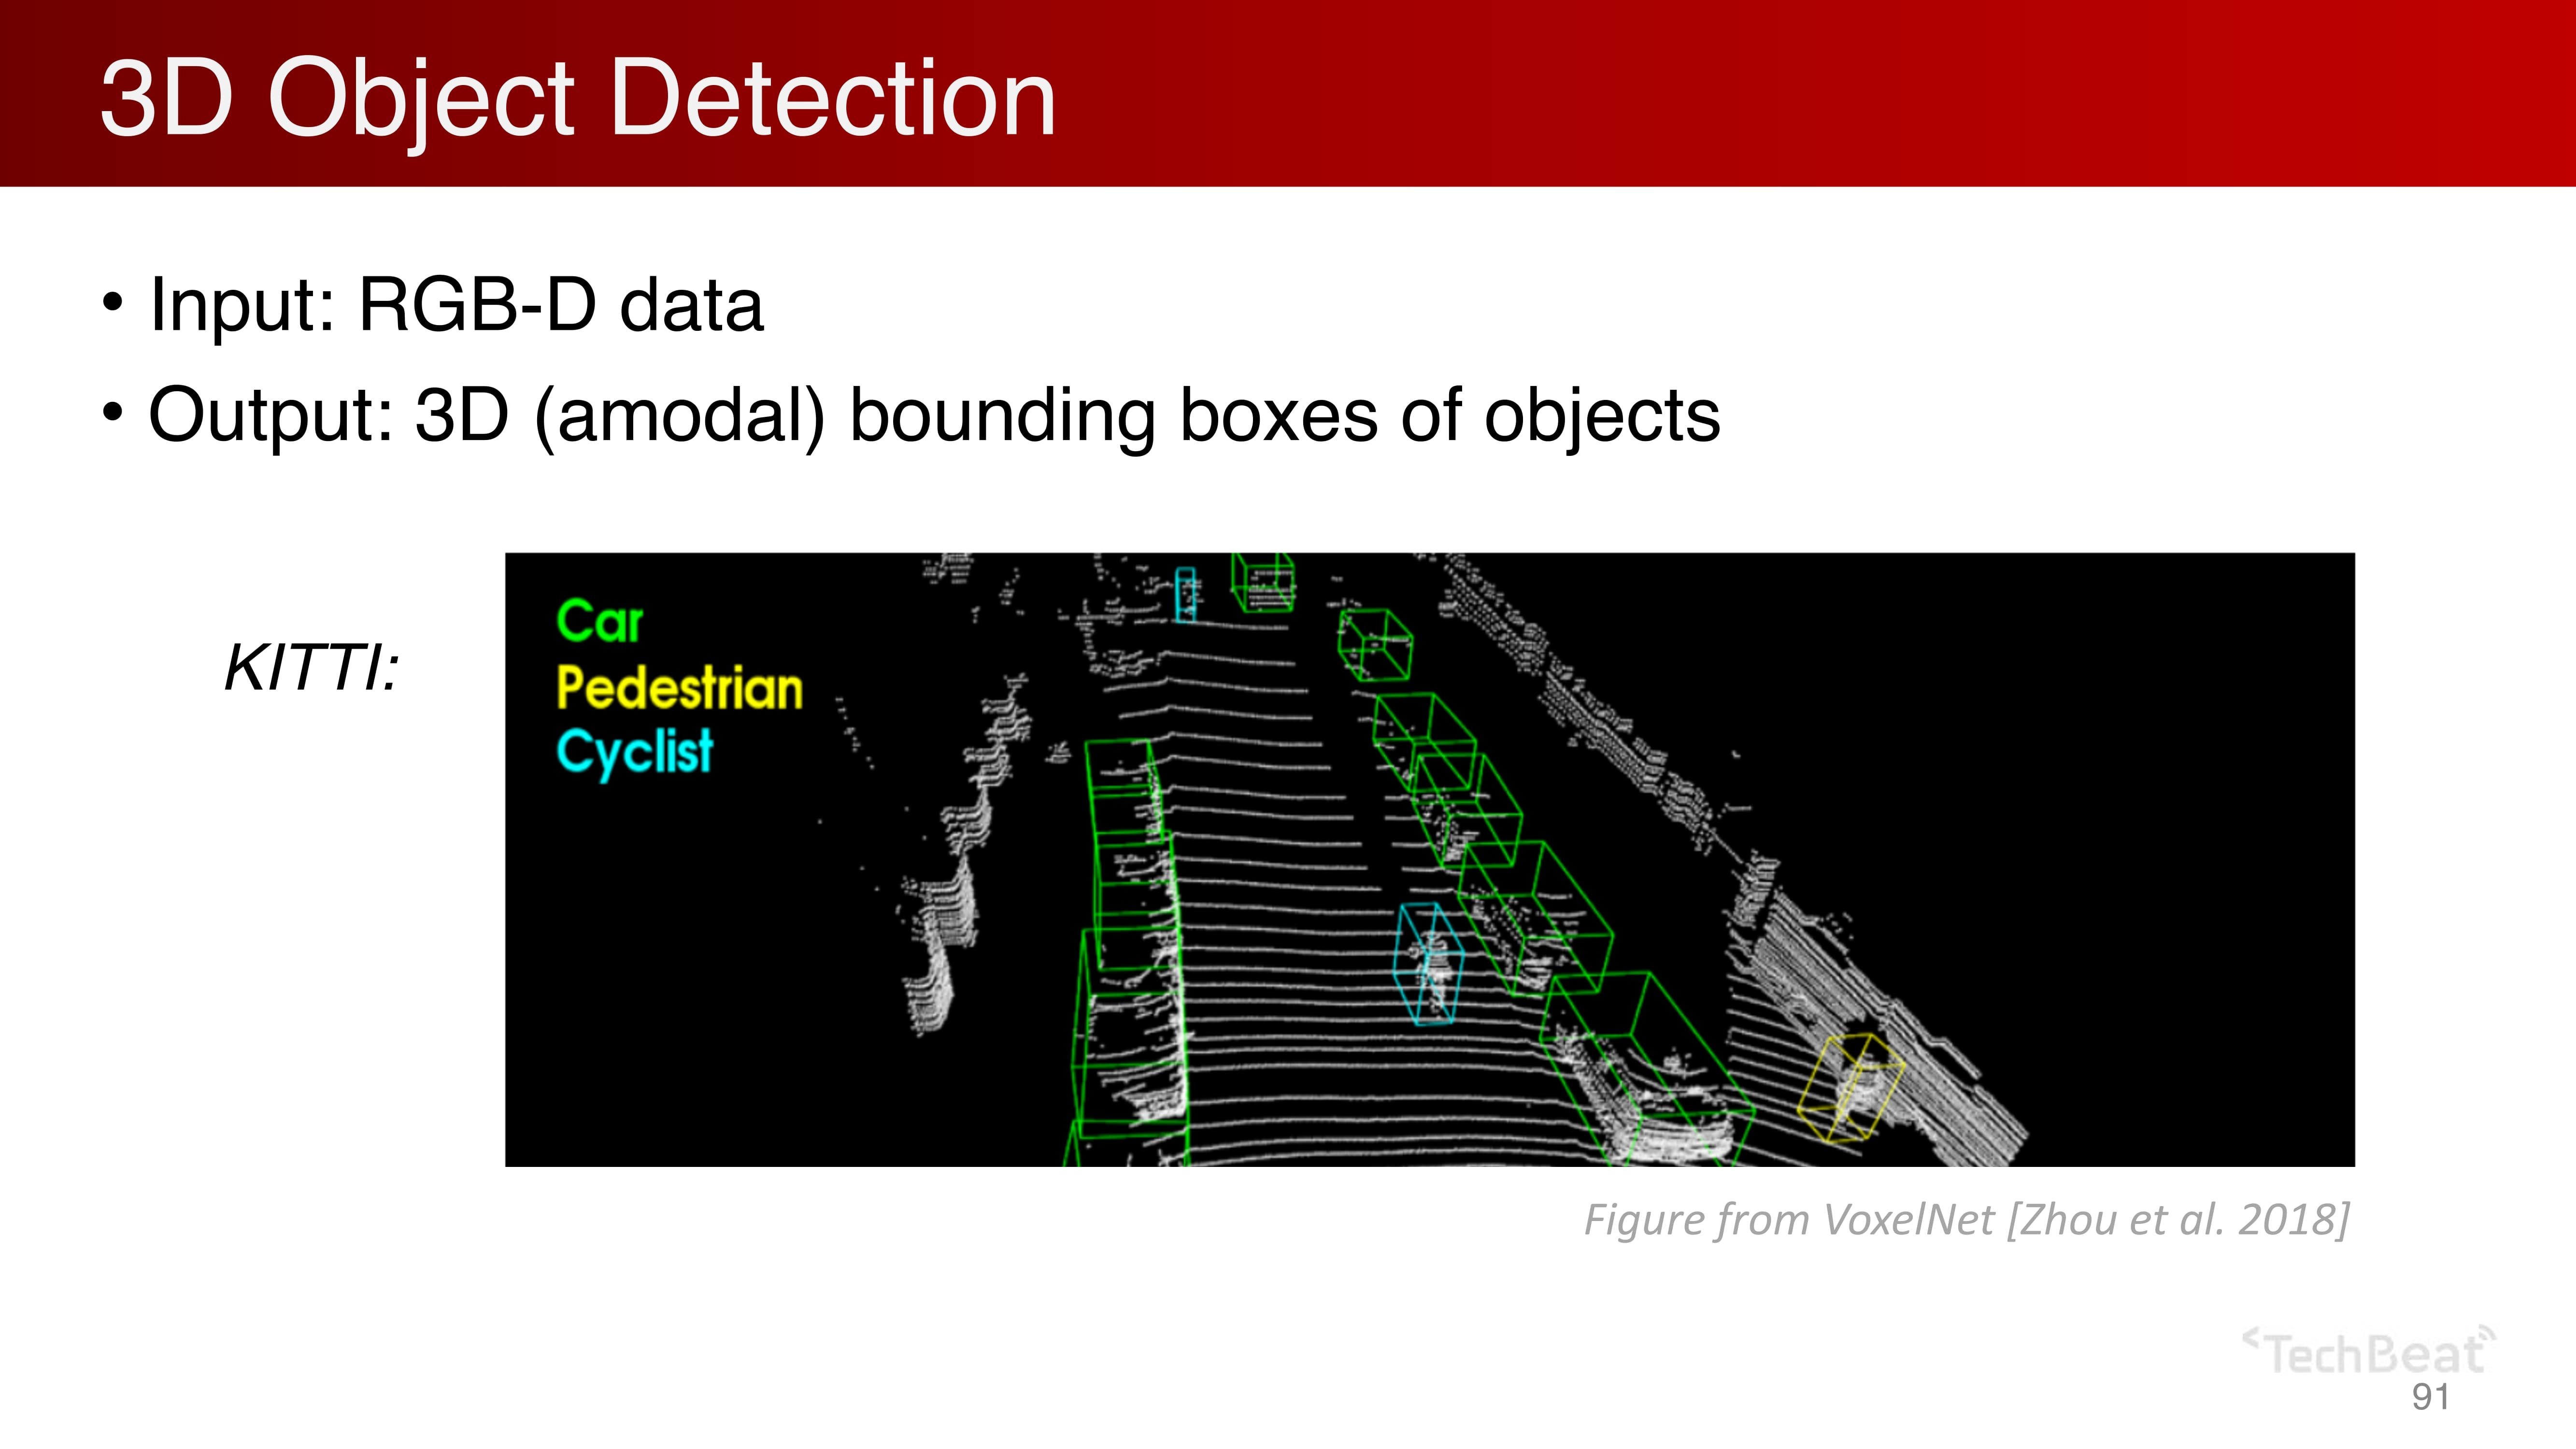 3D Object Detection
• Input: RGB-D data
• Output: 3D (amodal) bounding boxes of objects
KITTI:
Car
Pedestrian
Cyclist
Figure from VoxelNet [Zhou et al. 2018]
TechBeat
91